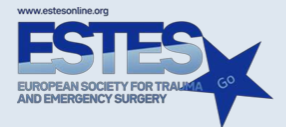 www.estesonline.org
ESTES
Go
EUROPEAN SOCIETY FOR TRAUMA
AND EMERGENCY SURGERY